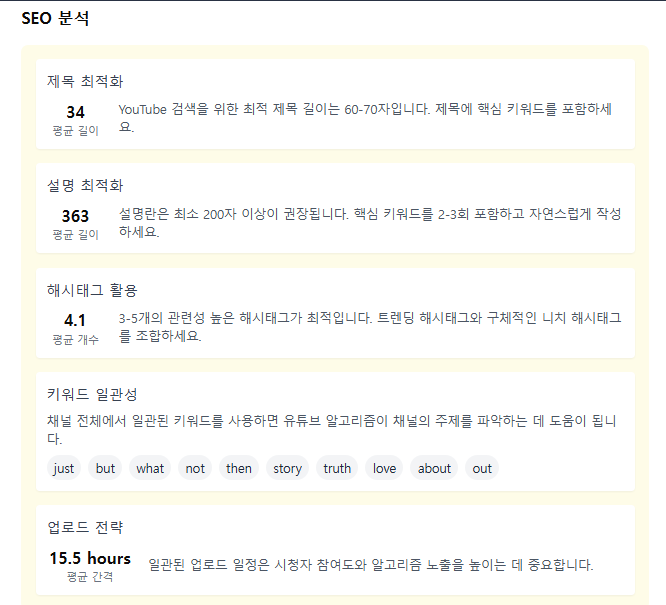 SEO 분석
제목 최적화
34
평균 길이
YouTube 검색을 위한 최적 제목 길이는 60-70자입니다. 제목에 핵심 키워드를 포함하세
요.
설명 최적화
363
평균 길이
설명란은 최소 200자 이상이 권장됩니다. 핵심 키워드를 2-3회 포함하고 자연스럽게 작성
하세요.
해시태그 활용
4.1
평균 개수
3-5개의 관련성 높은 해시태그가 최적입니다. 트렌딩 해시태그와 구체적인 니치 해시태그
를 조합하세요.
키워드 일관성
채널 전체에서 일관된 키워드를 사용하면 유튜브 알고리즘이 채널의 주제를 파악하는 데 도움이 됩니
다.
just but what not then story truth love about out
업로드 전략
15.5 hours
평균 간격
일관된 업로드 일정은 시청자 참여도와 알고리즘 노출을 높이는 데 중요합니다.